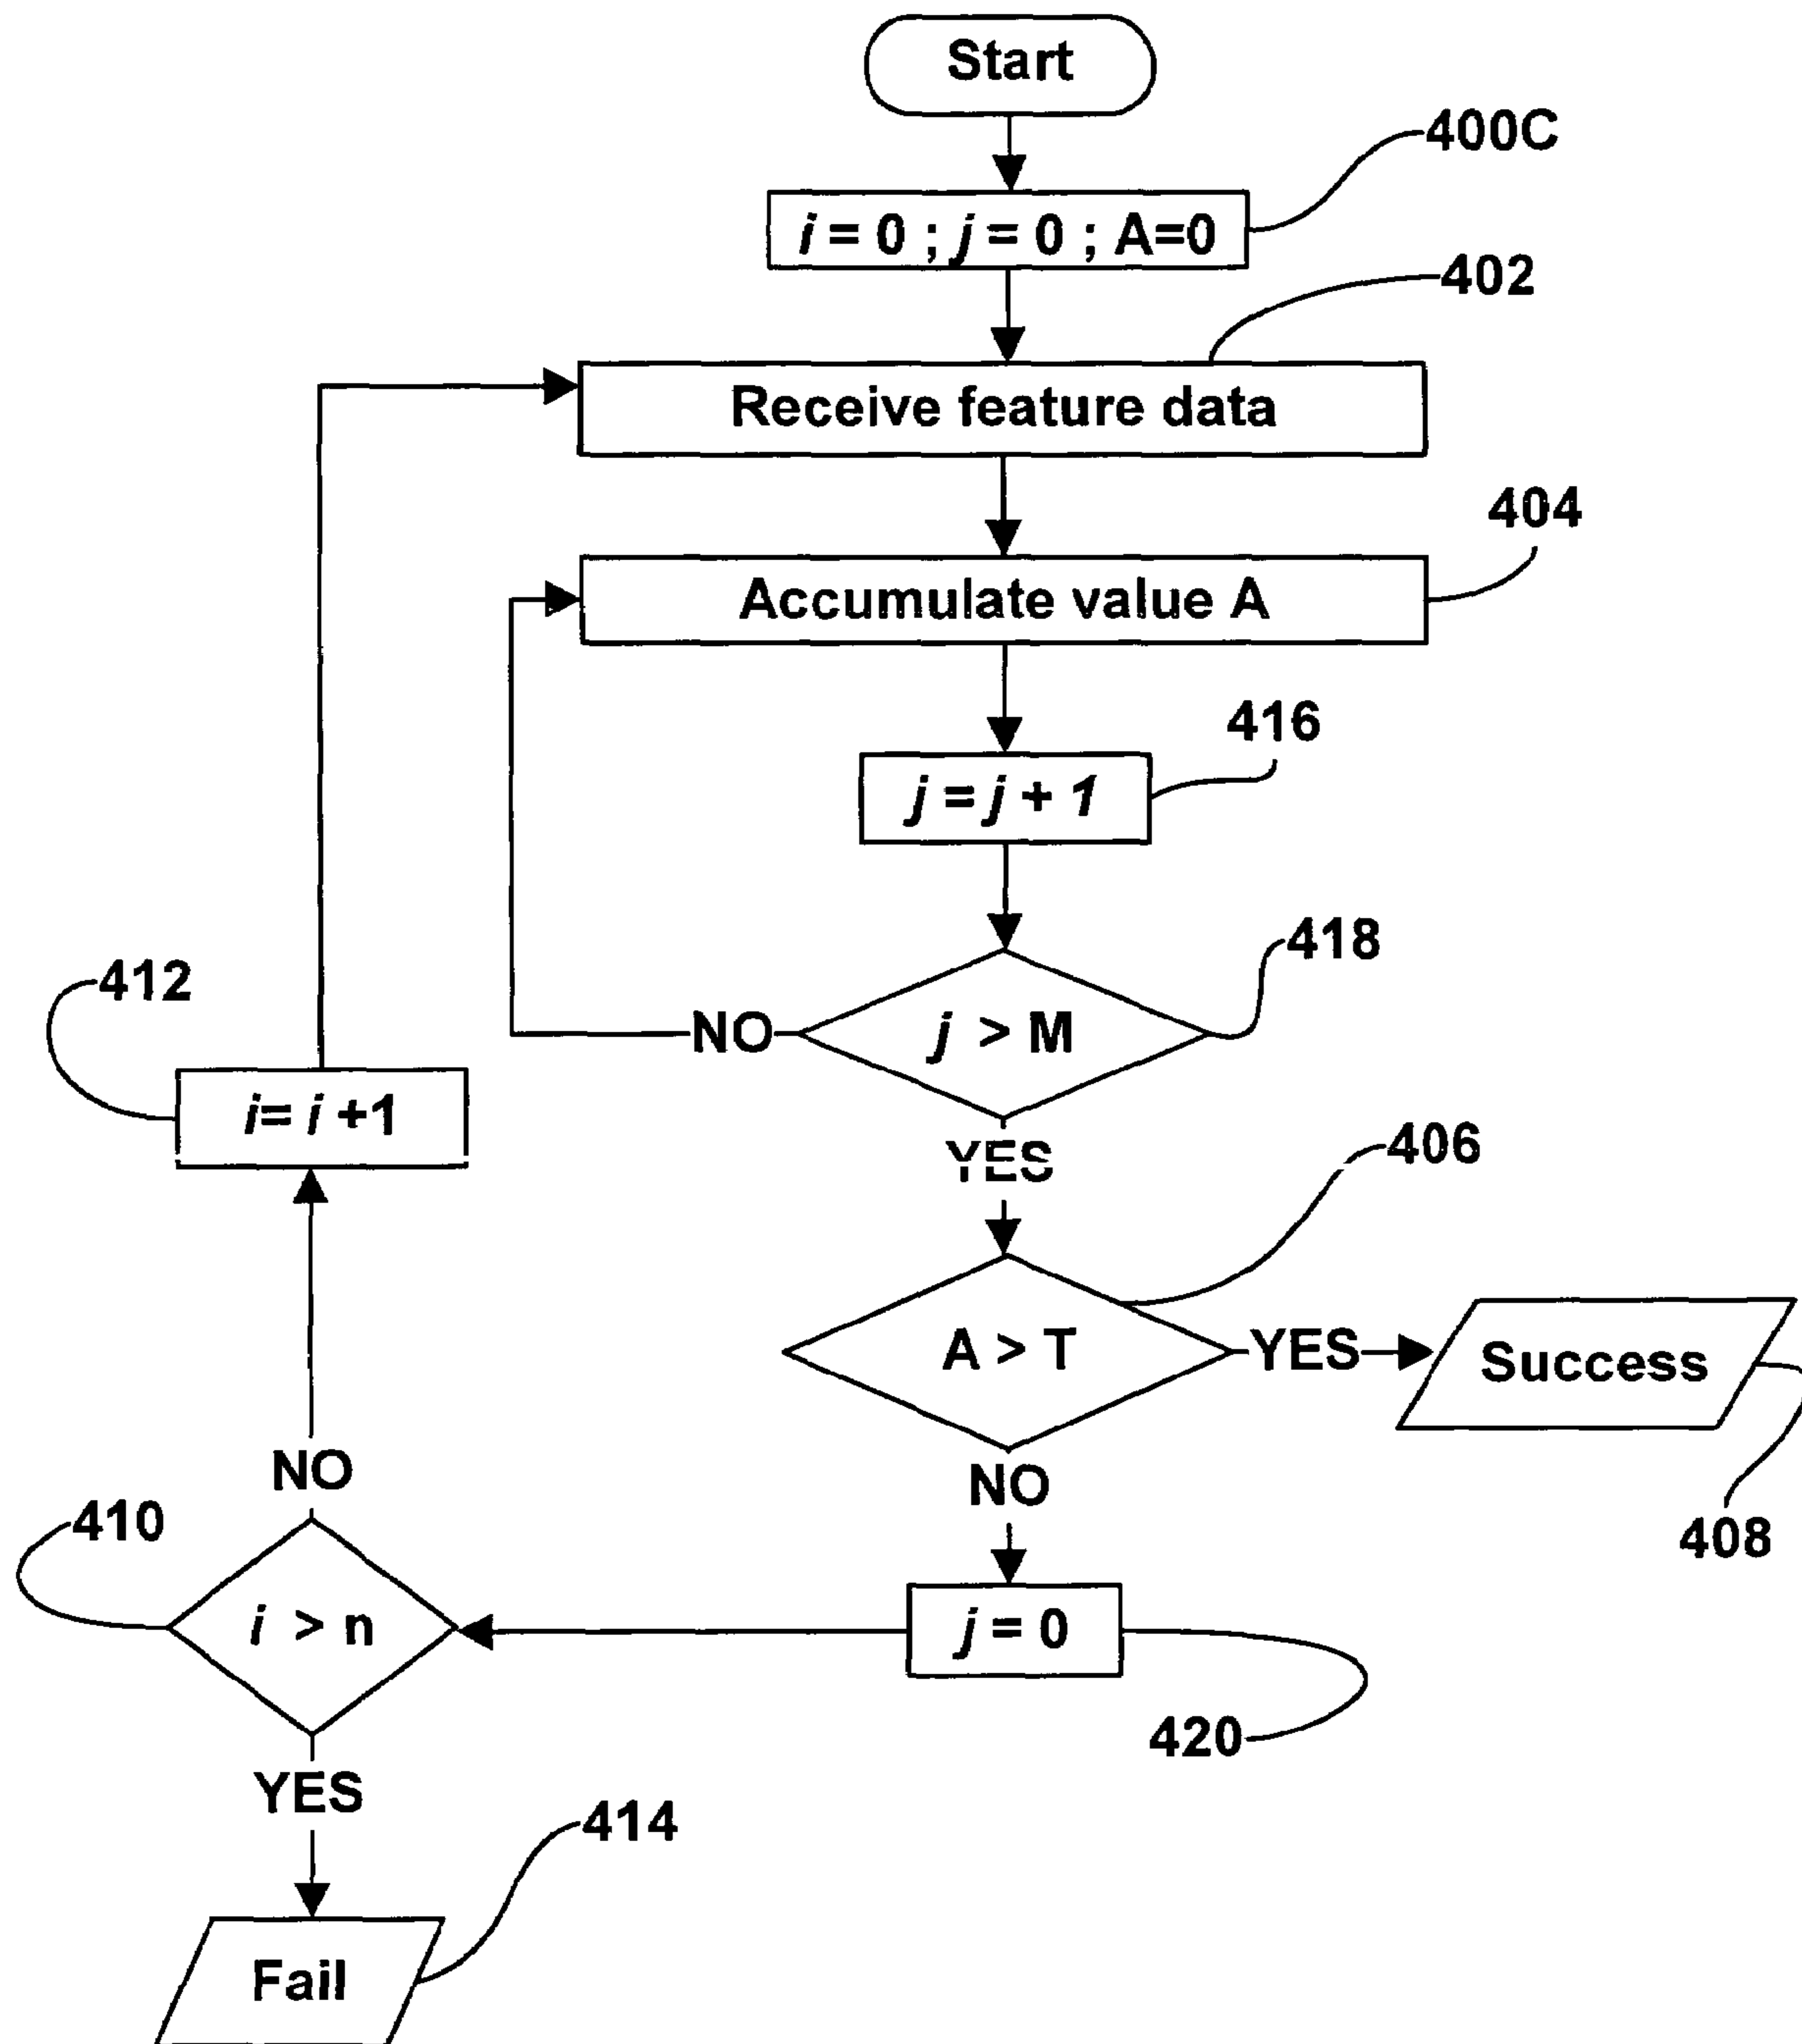 Start
400C
i = 0 ; j = 0 ; A=0
402
Receive feature data
404
Accumulate value A
416
j = j + 1
418
412
NO
j > M
i= i +1
YES
406
A > T
YES
Success
NO
NO
410
408
i > n
j = 0
420
YES
414
Fail